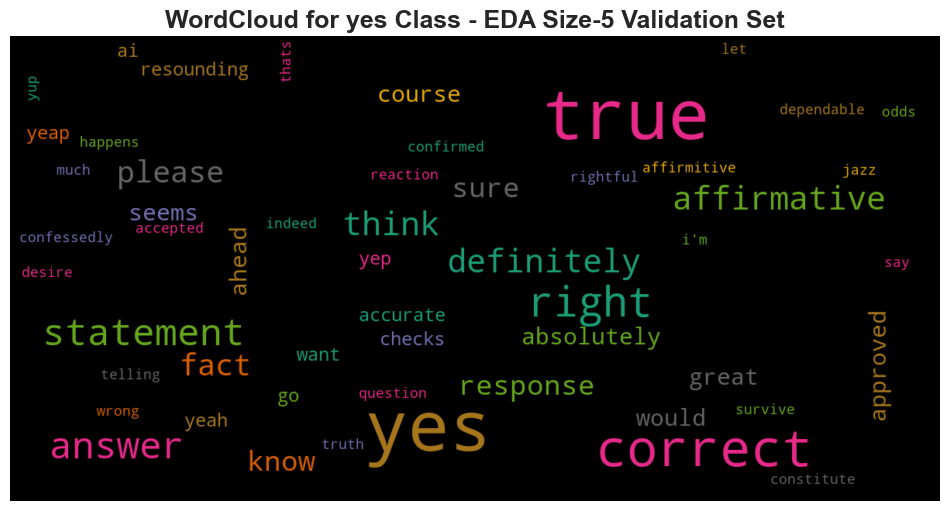 WordCloud for yes Class - EDA Size-5 Validation Set
ai
thats
let
resounding
yup
course
true
dependable
odds
yeap
happens
confirmed
much
please
reaction
sure
rightful
affirmitive
jazz
affirmative
seems
accepted
indeed
think
confessedly
i'm
ahead
yep
definitely
say
desire
right
accurate
statement
checks
absolutely
approved
want
fact
telling
great
response
go
question
wrong
yeah
yes
would
survive
answer
truth
correct
know
constitute